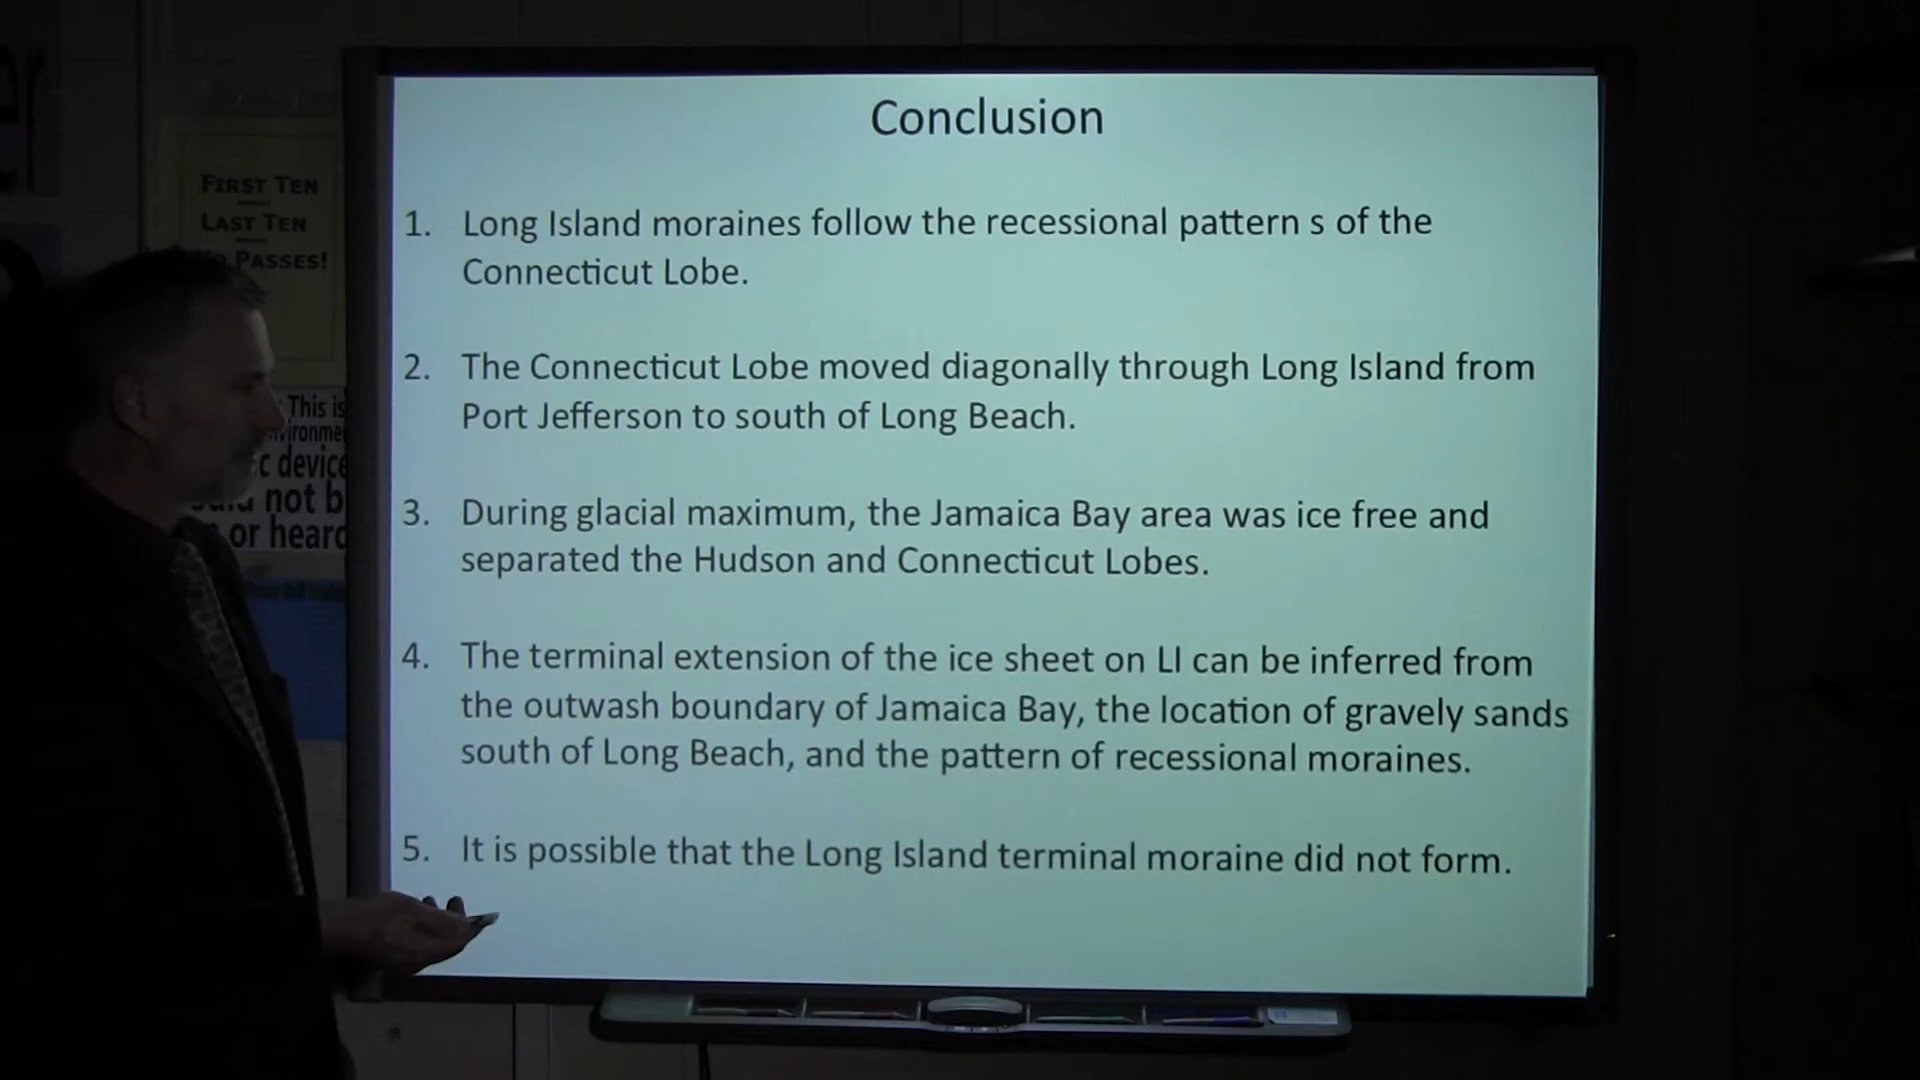 FIRST TEN
LAST TEN
PASSES!
This is
device
not b
or heard
Conclusion
1. Long Island moraines follow the recessional pattern s of the
Connecticut Lobe.
2. The Connecticut Lobe moved diagonally through Long Island from
Port Jefferson to south of Long Beach.
3. During glacial maximum, the Jamaica Bay area was ice free and
separated the Hudson and Connecticut Lobes.
4. The terminal extension of the ice sheet on LI can be inferred from
the outwash boundary of Jamaica Bay, the location of gravely sands
south of Long Beach, and the pattern of recessional moraines.
5. It is possible that the Long Island terminal moraine did not form.